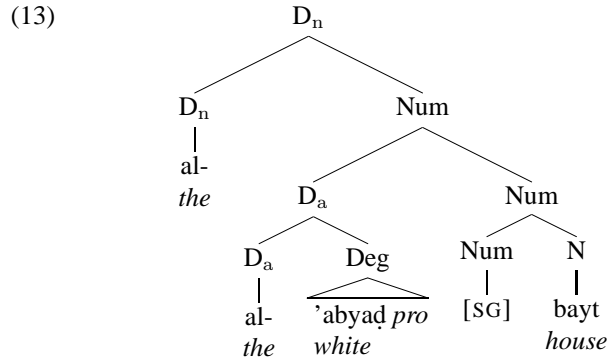 (13) Dₙ
Dₙ Num
al-
the
Dₐ Num
Dₐ Deg Num N
al- 'abyaḍ pro [SG] bayt
the white house